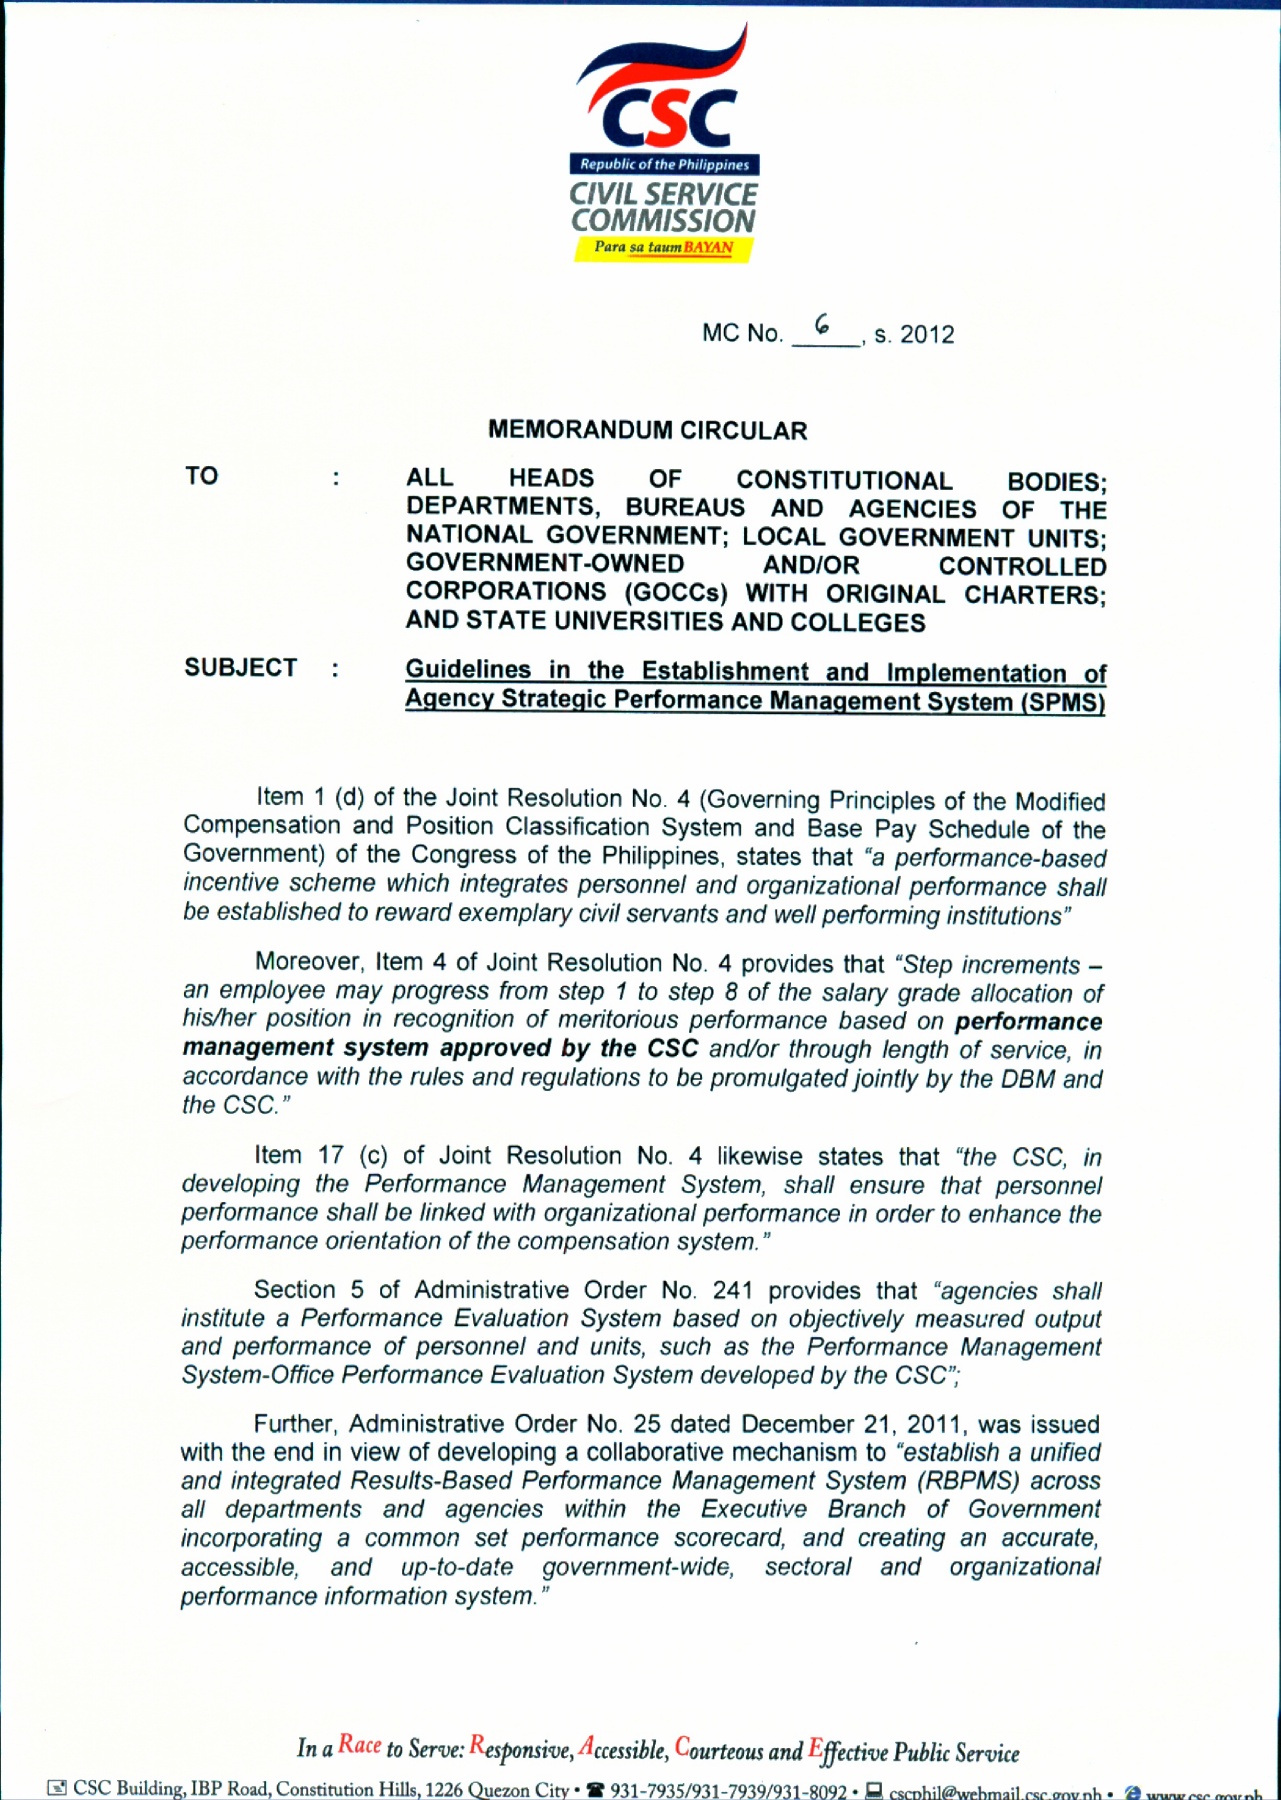 CSC
Republic of the Philippines
CIVIL SERVICE
COMMISSION
Para sa taumBAYAN
MC No. 6, s. 2012
MEMORANDUM CIRCULAR
TO : ALL HEADS OF CONSTITUTIONAL BODIES;
DEPARTMENTS, BUREAUS AND AGENCIES OF THE
NATIONAL GOVERNMENT; LOCAL GOVERNMENT UNITS;
GOVERNMENT-OWNED AND/OR CONTROLLED
CORPORATIONS (GOCCs) WITH ORIGINAL CHARTERS;
AND STATE UNIVERSITIES AND COLLEGES
SUBJECT : Guidelines in the Establishment and Implementation of
Agency Strategic Performance Management System (SPMS)
Item 1 (d) of the Joint Resolution No. 4 (Governing Principles of the Modified
Compensation and Position Classification System and Base Pay Schedule of the
Government) of the Congress of the Philippines, states that “a performance-based
incentive scheme which integrates personnel and organizational performance shall
be established to reward exemplary civil servants and well performing institutions”
Moreover, Item 4 of Joint Resolution No. 4 provides that “Step increments –
an employee may progress from step 1 to step 8 of the salary grade allocation of
his/her position in recognition of meritorious performance based on performance
management system approved by the CSC and/or through length of service, in
accordance with the rules and regulations to be promulgated jointly by the DBM and
the CSC.”
Item 17 (c) of Joint Resolution No. 4 likewise states that “the CSC, in
developing the Performance Management System, shall ensure that personnel
performance shall be linked with organizational performance in order to enhance the
performance orientation of the compensation system.”
Section 5 of Administrative Order No. 241 provides that “agencies shall
institute a Performance Evaluation System based on objectively measured output
and performance of personnel and units, such as the Performance Management
System-Office Performance Evaluation System developed by the CSC”;
Further, Administrative Order No. 25 dated December 21, 2011, was issued
with the end in view of developing a collaborative mechanism to “establish a unified
and integrated Results-Based Performance Management System (RBPMS) across
all departments and agencies within the Executive Branch of Government
incorporating a common set performance scorecard, and creating an accurate,
accessible, and up-to-date government-wide, sectoral and organizational
performance information system.”
In a Race to Serve: Responsive, Accessible, Courteous and Effective Public Service
CSC Building, IBP Road, Constitution Hills, 1226 Quezon City • 931-7935/931-7939/931-8092 • cscphil@webmail.csc.gov.ph • www.csc.gov.ph